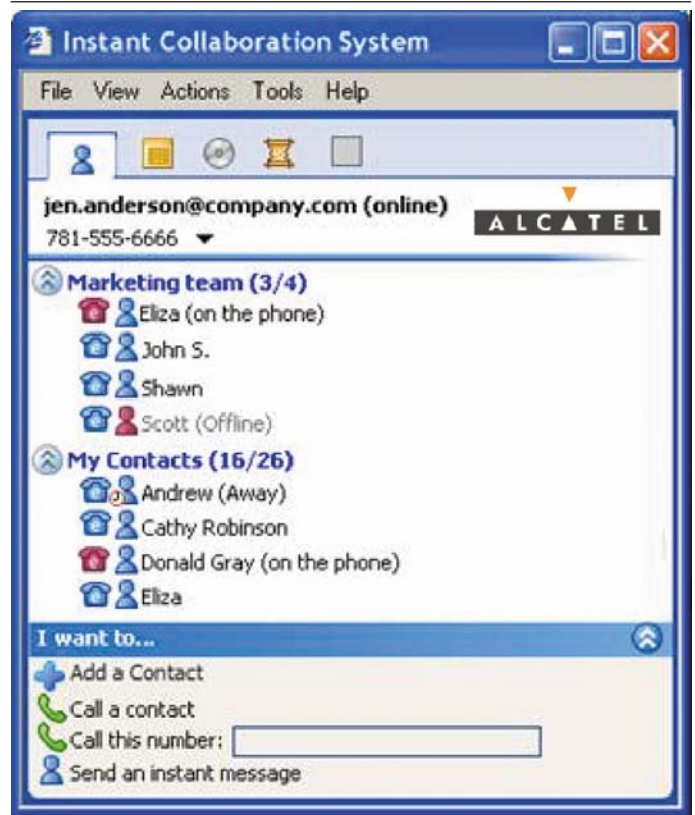 Instant Collaboration System
File View Actions Tools Help
jen.anderson@company.com (online)
781-555-6666
ALCATEL
Marketing team (3/4)
Eliza (on the phone)
John S.
Shawn
Scott (Offline)
My Contacts (16/26)
Andrew (Away)
Cathy Robinson
Donald Gray (on the phone)
Eliza
I want to...
Add a Contact
Call a contact
Call this number:
Send an instant message